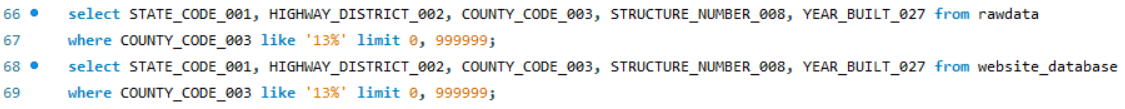 66 select STATE_CODE_001, HIGHWAY_DISTRICT_002, COUNTY_CODE_003, STRUCTURE_NUMBER_008, YEAR_BUILT_027 from rawdata
67 where COUNTY_CODE_003 like '13%' limit 0, 999999;
68 select STATE_CODE_001, HIGHWAY_DISTRICT_002, COUNTY_CODE_003, STRUCTURE_NUMBER_008, YEAR_BUILT_027 from website_database
69 where COUNTY_CODE_003 like '13%' limit 0, 999999;